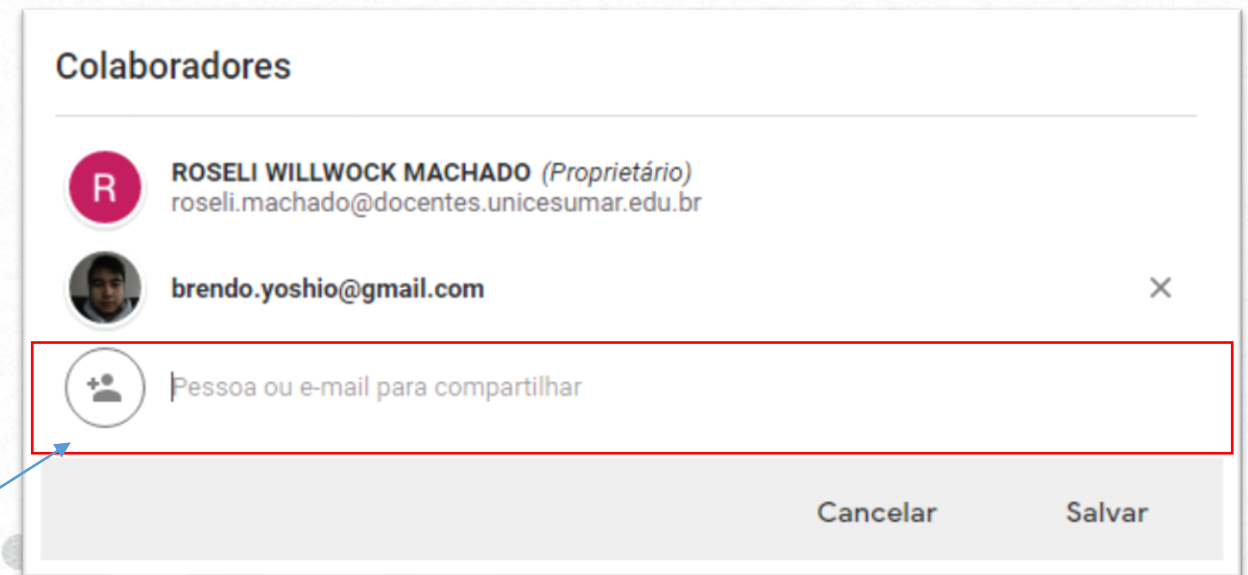 Colaboradores
R
ROSELI WILLWOCK MACHADO (Proprietário)
roseli.machado@docentes.unicesumar.edu.br
brendo.yoshio@gmail.com
Pessoa ou e-mail para compartilhar
Cancelar Salvar